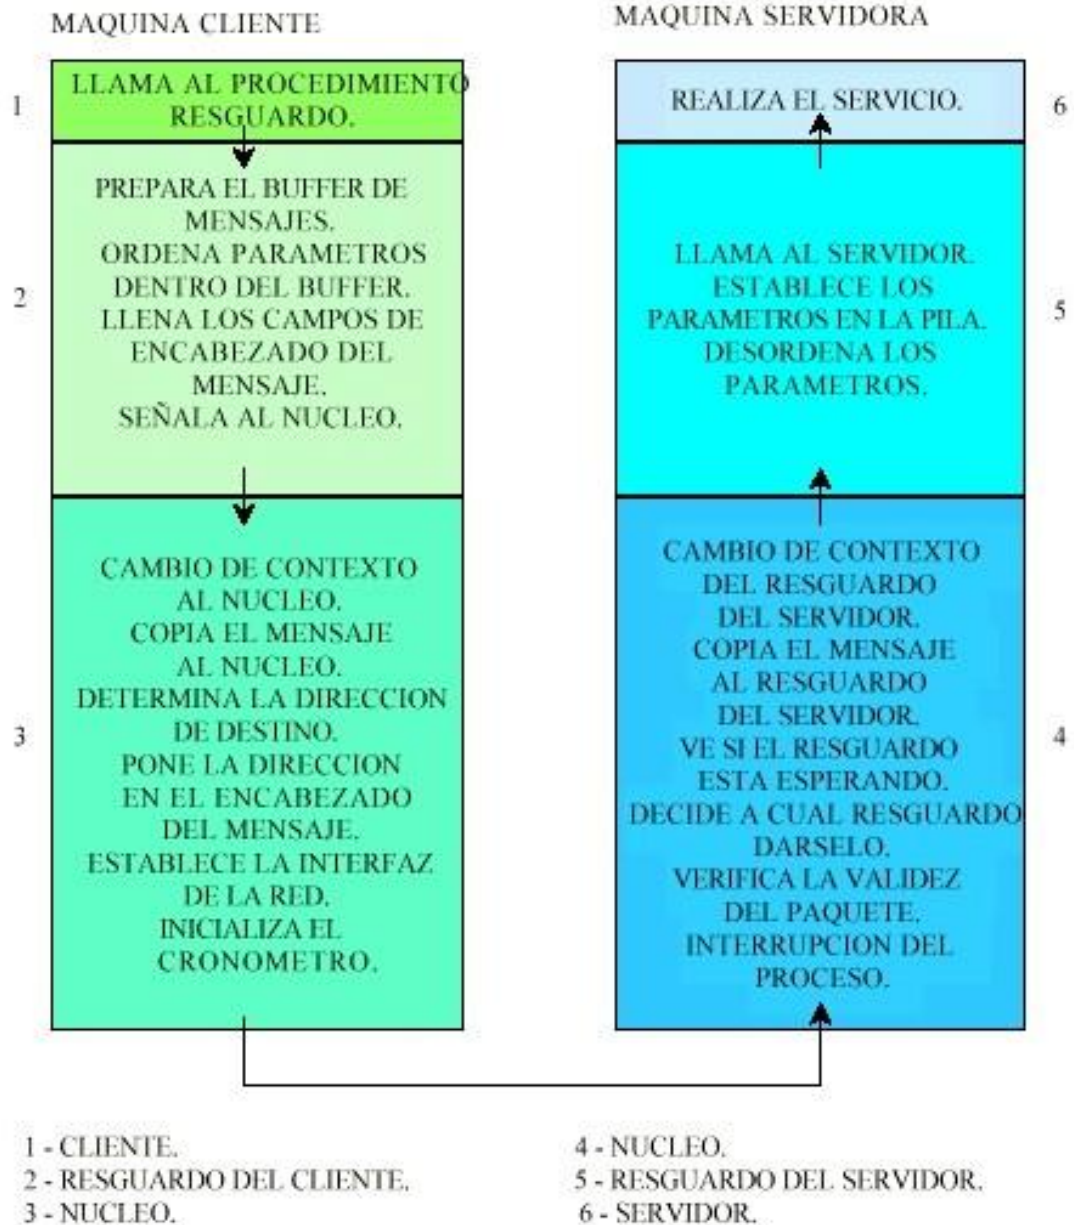 MAQUINA CLIENTE
1
LLAMA AL PROCEDIMIENTO
RESGUARDO.
2
PREPARA EL BUFFER DE
MENSAJES.
ORDENA PARAMETROS
DENTRO DEL BUFFER.
LLENA LOS CAMPOS DE
ENCABEZADO DEL
MENSAJE.
SEÑALA AL NUCLEO.
3
CAMBIO DE CONTEXTO
AL NUCLEO.
COPIA EL MENSAJE
AL NUCLEO.
DETERMINA LA DIRECCION
DE DESTINO.
PONE LA DIRECCION
EN EL ENCABEZADO
DEL MENSAJE.
ESTABLECE LA INTERFAZ
DE LA RED.
INICIALIZA EL
CRONOMETRO.
MAQUINA SERVIDORA
REALIZA EL SERVICIO.
6
LLAMA AL SERVIDOR.
ESTABLECE LOS
PARAMETROS EN LA PILA.
DESORDENA LOS
PARAMETROS.
5
CAMBIO DE CONTEXTO
DEL RESGUARDO
DEL SERVIDOR.
COPIA EL MENSAJE
AL RESGUARDO
DEL SERVIDOR.
VE SI EL RESGUARDO
ESTA ESPERANDO.
DECIDE A CUAL RESGUARDO
DARSELO.
VERIFICA LA VALIDEZ
DEL PAQUETE.
INTERRUPCION DEL
PROCESO.
4
1 - CLIENTE.
2 - RESGUARDO DEL CLIENTE.
3 - NUCLEO.
4 - NUCLEO.
5 - RESGUARDO DEL SERVIDOR.
6 - SERVIDOR.